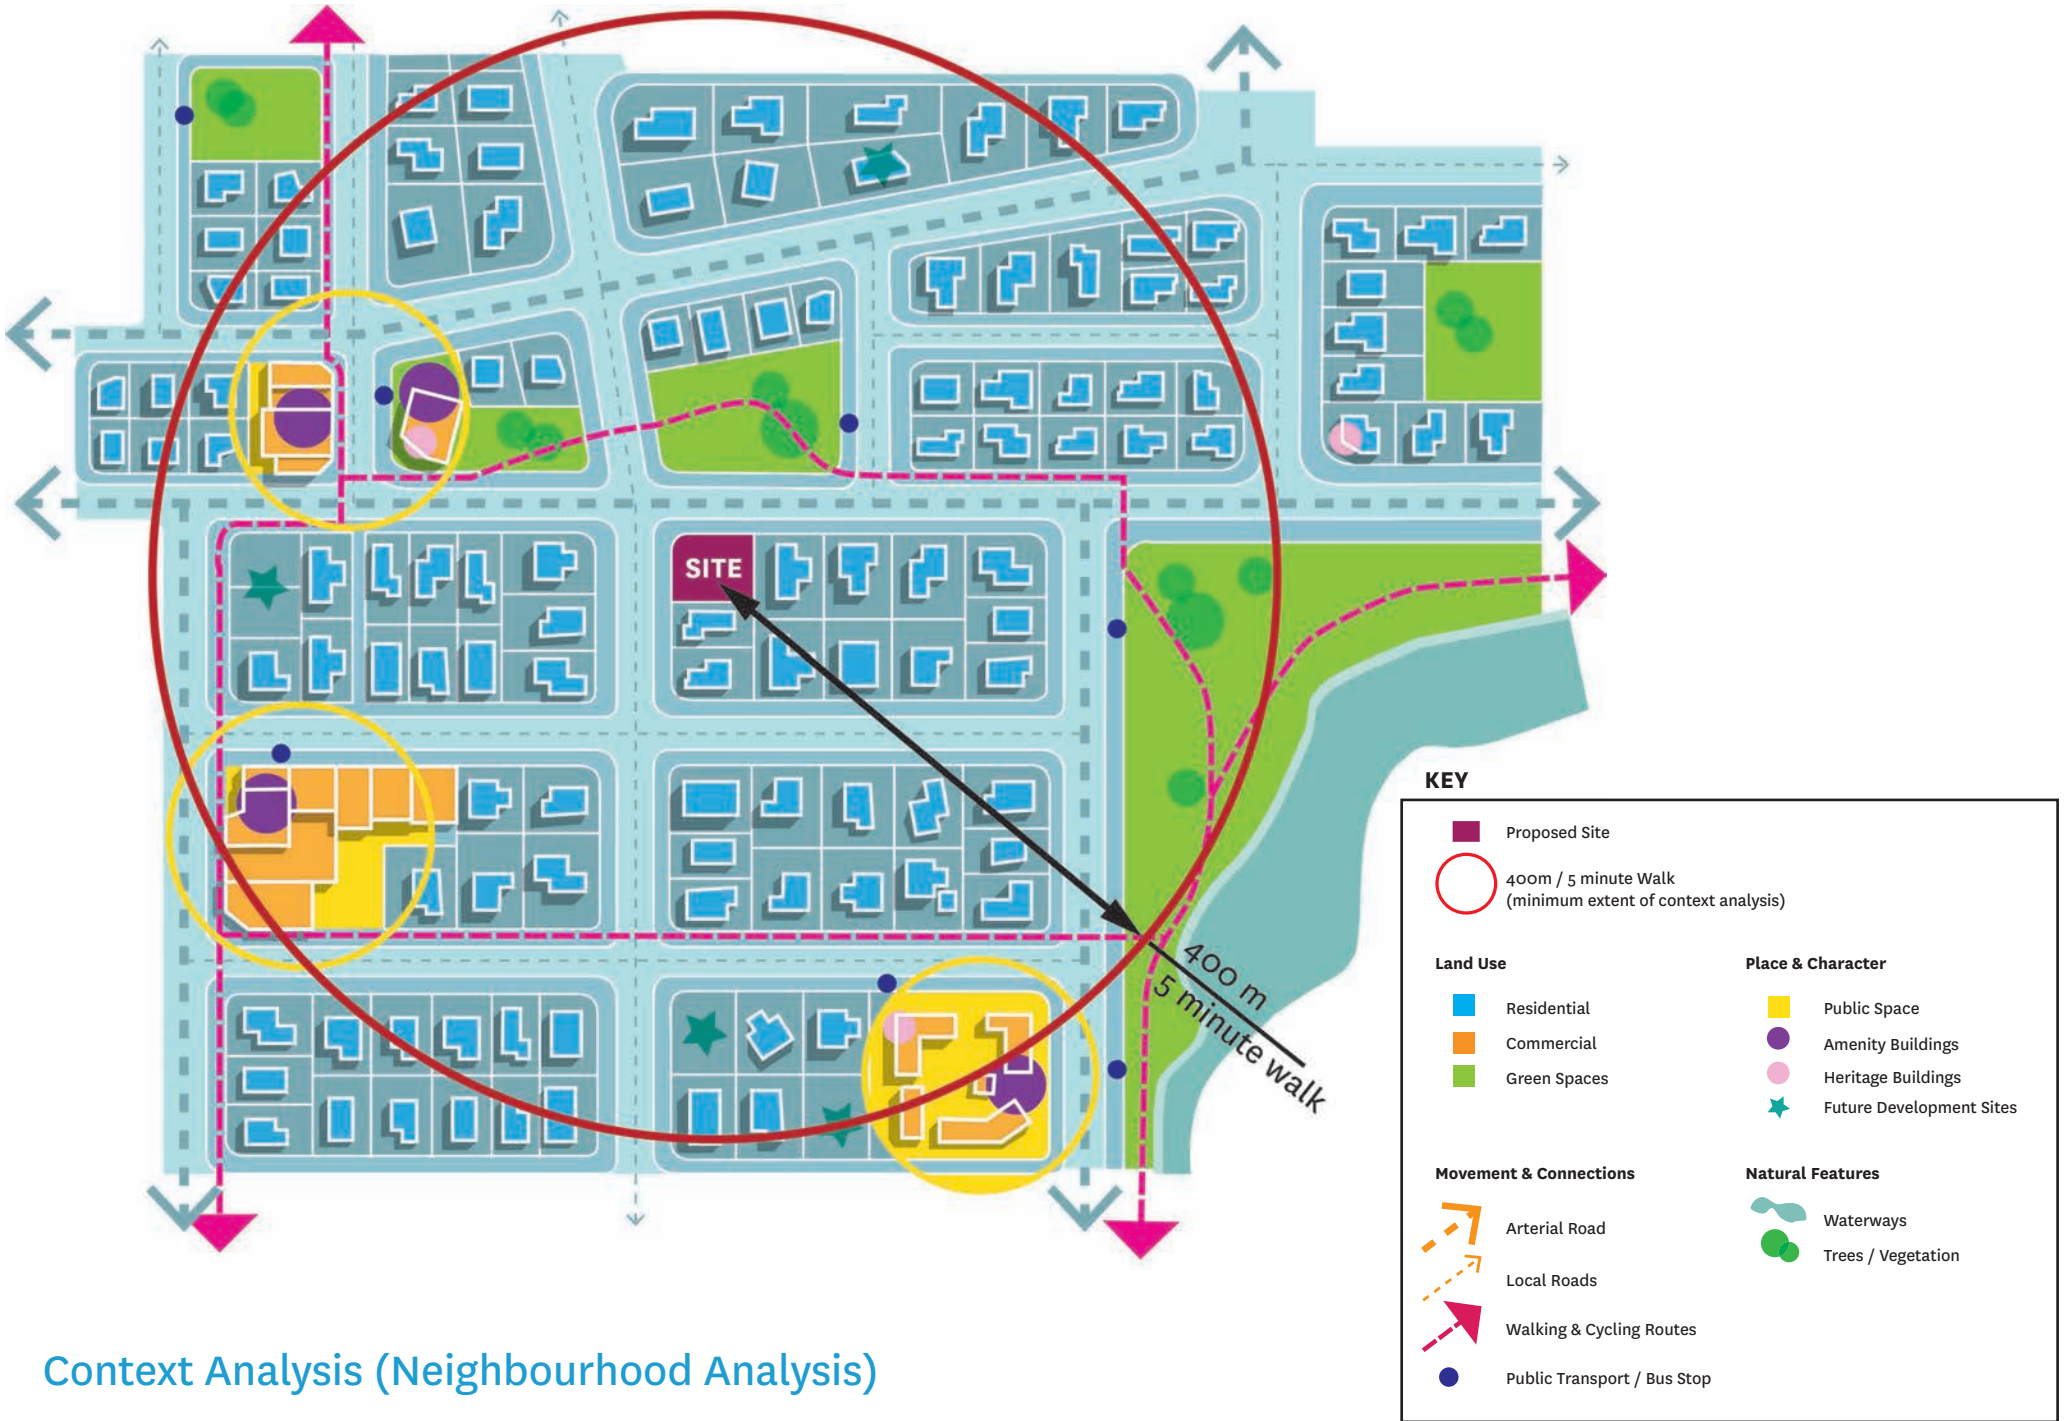 SITE
400 m
5 minute walk
KEY
Proposed Site
400m / 5 minute Walk
(minimum extent of context analysis)
Land Use
Residential
Commercial
Green Spaces
Place & Character
Public Space
Amenity Buildings
Heritage Buildings
Future Development Sites
Movement & Connections
Arterial Road
Local Roads
Walking & Cycling Routes
Public Transport / Bus Stop
Natural Features
Waterways
Trees / Vegetation
Context Analysis (Neighbourhood Analysis)